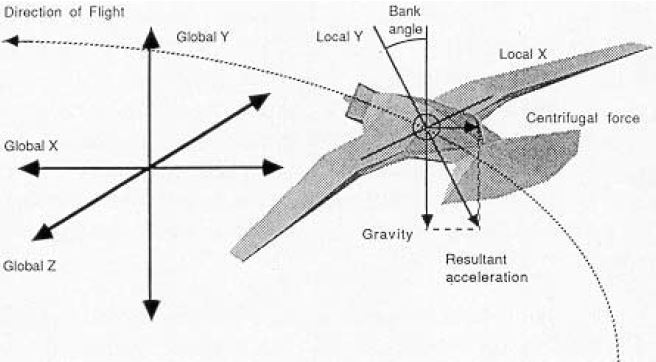 Direction of Flight
Global Y
Local Y
Bank
angle
Local X
Centrifugal force
Global X
Gravity
Global Z
Resultant
acceleration